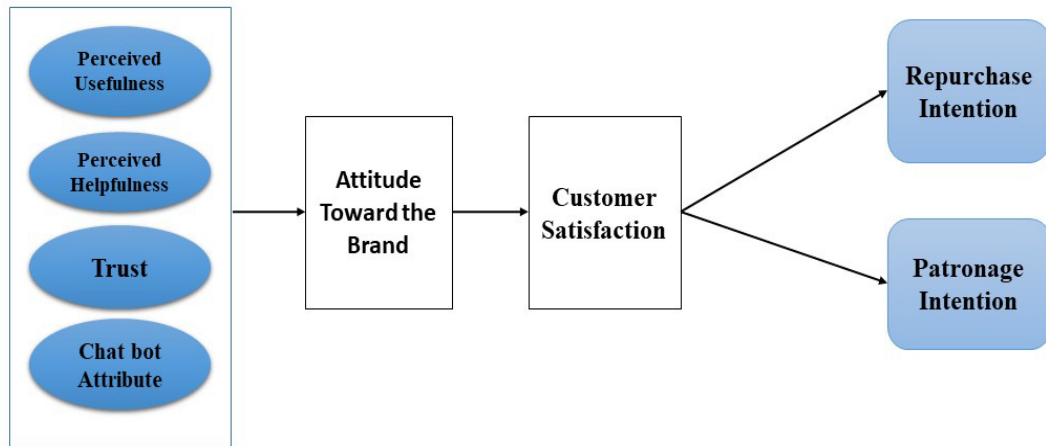 Perceived
Usefulness
Perceived
Helpfulness
Trust
Chat bot
Attribute
Attitude
Toward the
Brand
Customer
Satisfaction
Repurchase
Intention
Patronage
Intention